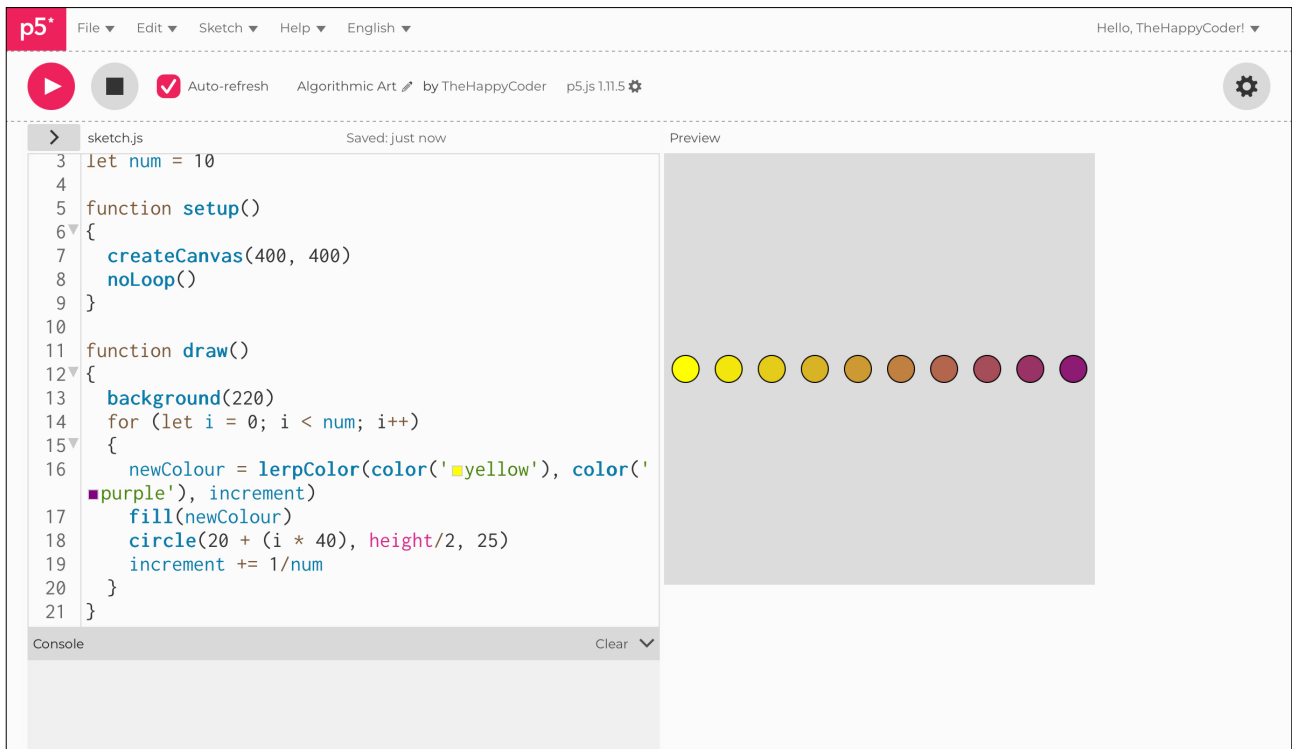 p5* File Edit Sketch Help English Hello, TheHappyCoder!
Auto-refresh Algorithmic Art by TheHappyCoder p5.js 1.11.5
sketch.js Saved: just now Preview
3 let num = 10
4
5 function setup()
6 {
7 createCanvas(400, 400)
8 noLoop()
9 }
10
11 function draw()
12 {
13 background(220)
14 for (let i = 0; i < num; i++)
15 {
16 newColour = lerpColor(color('yellow'), color('
purple'), increment)
17 fill(newColour)
18 circle(20 + (i * 40), height/2, 25)
19 increment += 1/num
20 }
21 }
Console Clear